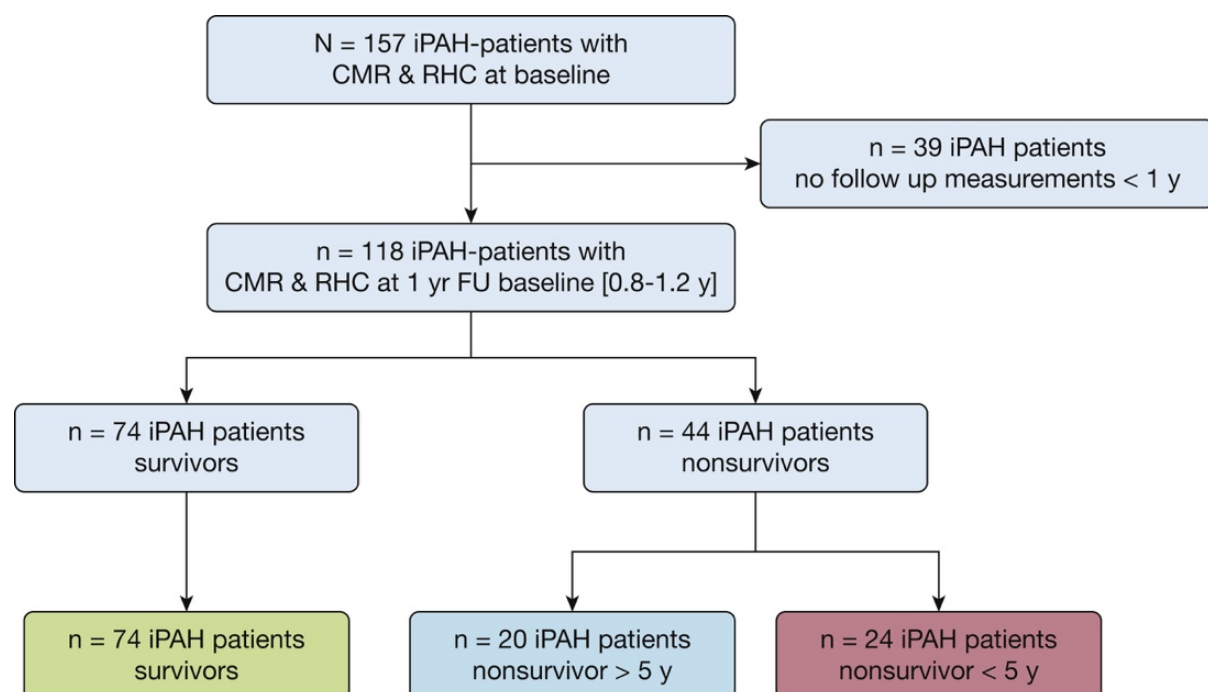 N = 157 iPAH-patients with
CMR & RHC at baseline
n = 39 iPAH patients
no follow up measurements < 1 y
n = 118 iPAH-patients with
CMR & RHC at 1 yr FU baseline [0.8-1.2 y]
n = 74 iPAH patients
survivors
n = 44 iPAH patients
nonsurvivors
n = 74 iPAH patients
survivors
n = 20 iPAH patients
nonsurvivor > 5 y
n = 24 iPAH patients
nonsurvivor < 5 y